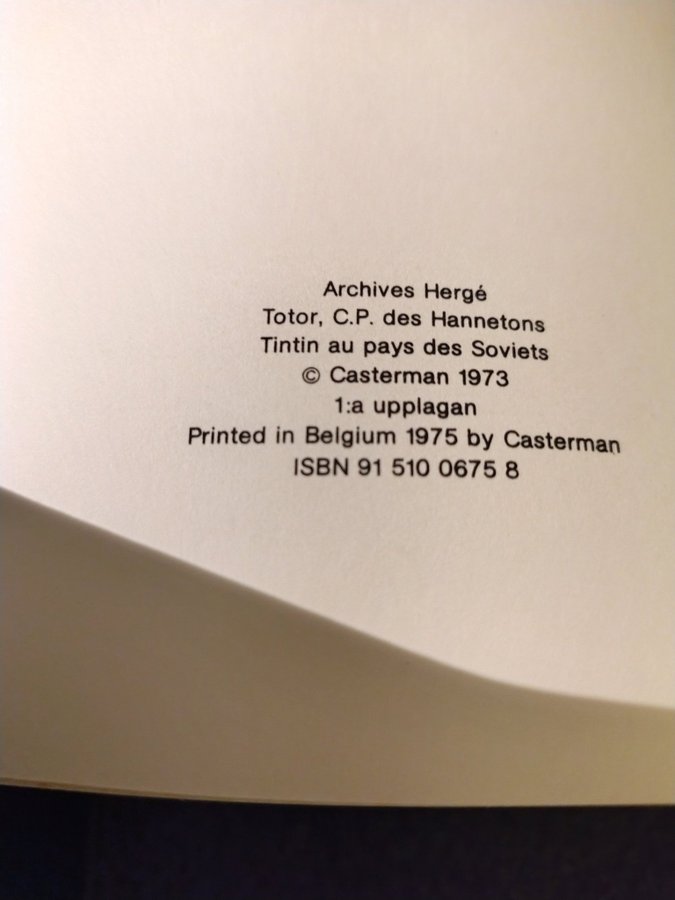 Archives Hergé
Totor, C.P. des Hannetons
Tintin au pays des Soviets
© Casterman 1973
1:a upplagan
Printed in Belgium 1975 by Casterman
ISBN 91 510 0675 8